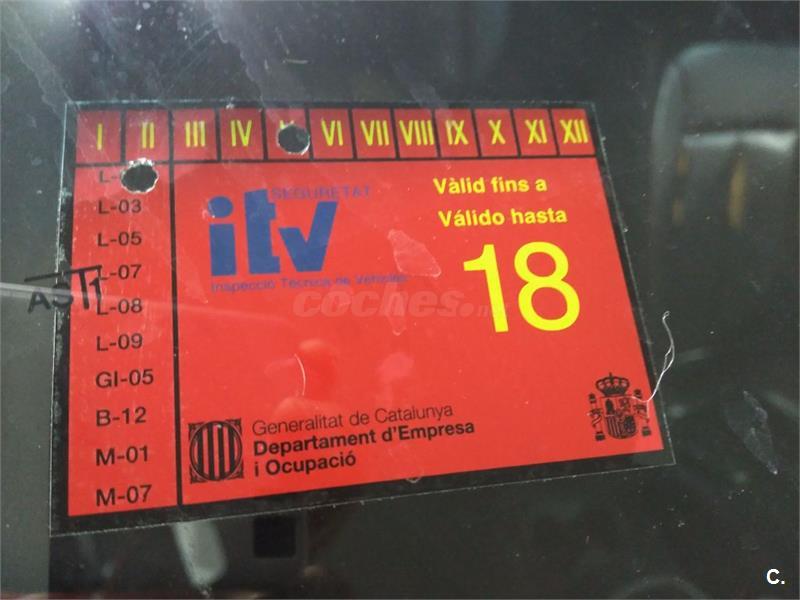 I II III IV VI VII VIII IX X XI XII
L-
L-03
L-05
L-07
L-08
L-09
GI-05
B-12
M-01
M-07
SEGURETAT
itv
Inspecció Tècnica de Vehicles
Vàlid fins a
Válido hasta
18
coches.n
AST1
Generalitat de Catalunya
Departament d'Empresa
i Ocupació
C.